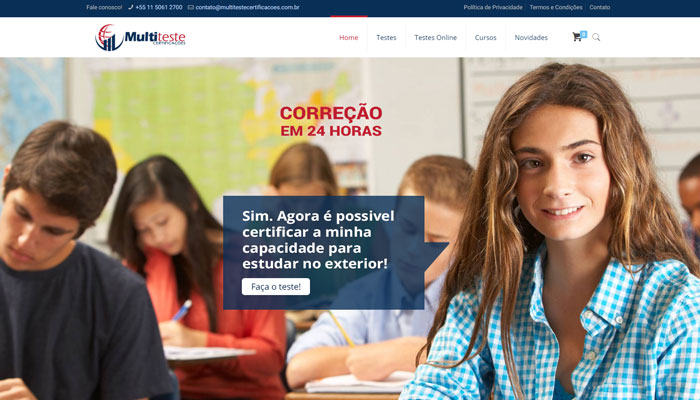 Fale conosco! +55 11 5061 2700 contato@multitestecertificacoes.com.br Política de Privacidade Termos e Condições Contato
Multiteste
CERTIFICAÇÕES
Home Testes Testes Online Cursos Novidades 0
CORREÇÃO
EM 24 HORAS
Sim. Agora é possivel
certificar a minha
capacidade para
estudar no exterior!
Faça o teste!